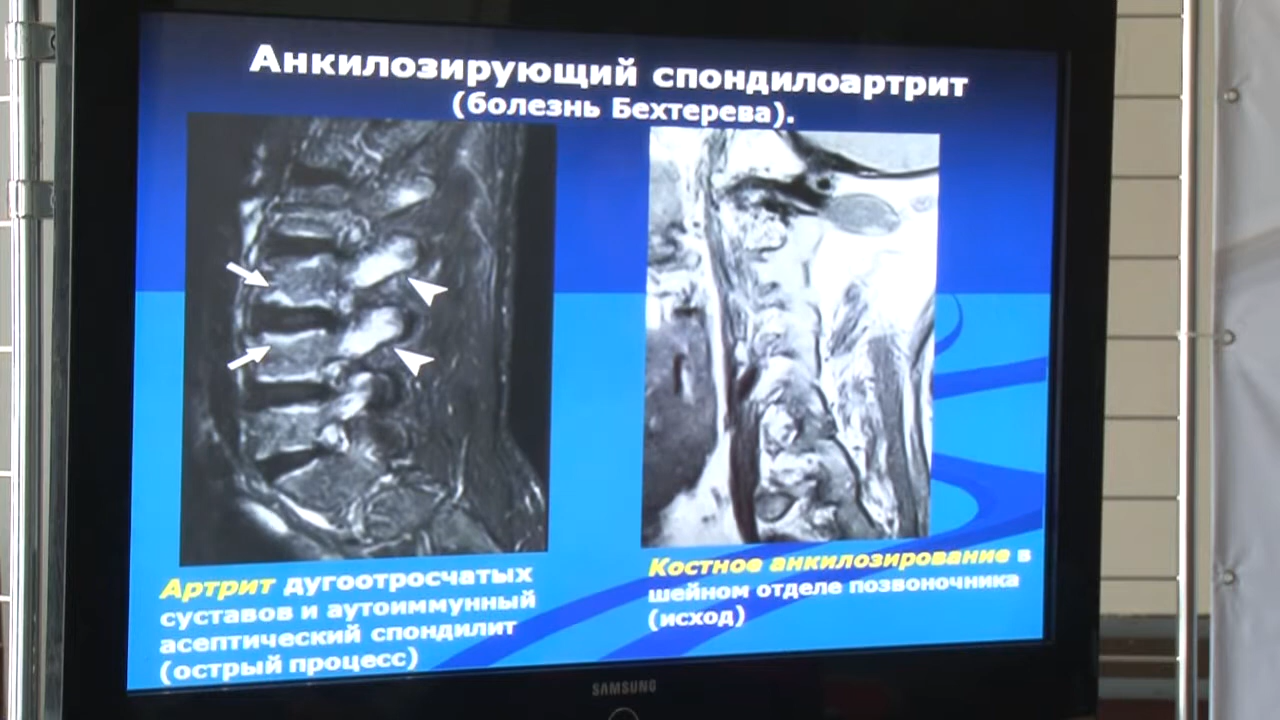 Анкилозирующий спондилоартрит
(болезнь Бехтерева).
Артрит дугоотросчатых
суставов и аутоиммунный
асептический спондилит
(острый процесс)
Костное анкилозирование в
шейном отделе позвоночника
(исход)
SAMSUNG